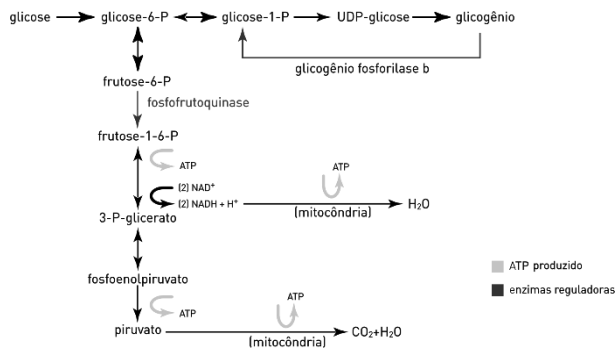 glicose glicose-6-P glicose-1-P UDP-glicose glicogênio
glicogênio fosforilase b
frutose-6-P
fosfofrutoquinase
frutose-1-6-P
ATP
ATP
(2) NAD⁺
(2) NADH + H⁺
(mitocôndria)
H₂O
3-P-glicerato
fosfoenolpiruvato
ATP produzido
enzimas reguladoras
ATP
ATP
piruvato
(mitocôndria)
CO₂+H₂O